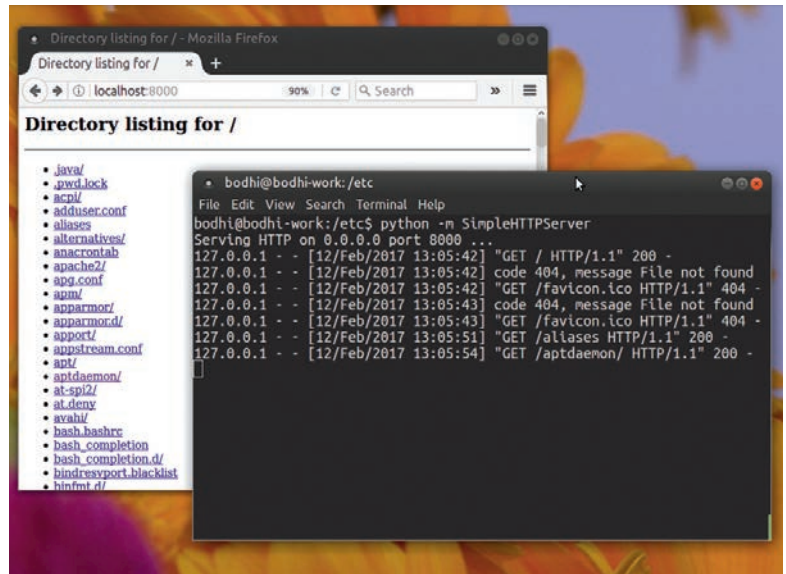 Directory listing for / - Mozilla Firefox
Directory listing for /
localhost:8000 90% Search
Directory listing for /
.java/
.pwd.lock
acpi/
adduser.conf
aliases
alternatives/
anacrontab
apache2/
apg.conf
apm/
apparmor/
apparmor.d/
apport/
appstream.conf
apt/
aptdaemon/
at-spi2/
at.deny
avahi/
bash.bashrc
bash_completion
bash_completion.d/
bindresvport.blacklist
binfmt.d/
bodhi@bodhi-work: /etc
File Edit View Search Terminal Help
bodhi@bodhi-work:/etc$ python -m SimpleHTTPServer
Serving HTTP on 0.0.0.0 port 8000 ...
127.0.0.1 - - [12/Feb/2017 13:05:42] "GET / HTTP/1.1" 200 -
127.0.0.1 - - [12/Feb/2017 13:05:42] code 404, message File not found
127.0.0.1 - - [12/Feb/2017 13:05:42] "GET /favicon.ico HTTP/1.1" 404 -
127.0.0.1 - - [12/Feb/2017 13:05:43] code 404, message File not found
127.0.0.1 - - [12/Feb/2017 13:05:43] "GET /favicon.ico HTTP/1.1" 404 -
127.0.0.1 - - [12/Feb/2017 13:05:51] "GET /aliases HTTP/1.1" 200 -
127.0.0.1 - - [12/Feb/2017 13:05:54] "GET /aptdaemon/ HTTP/1.1" 200 -